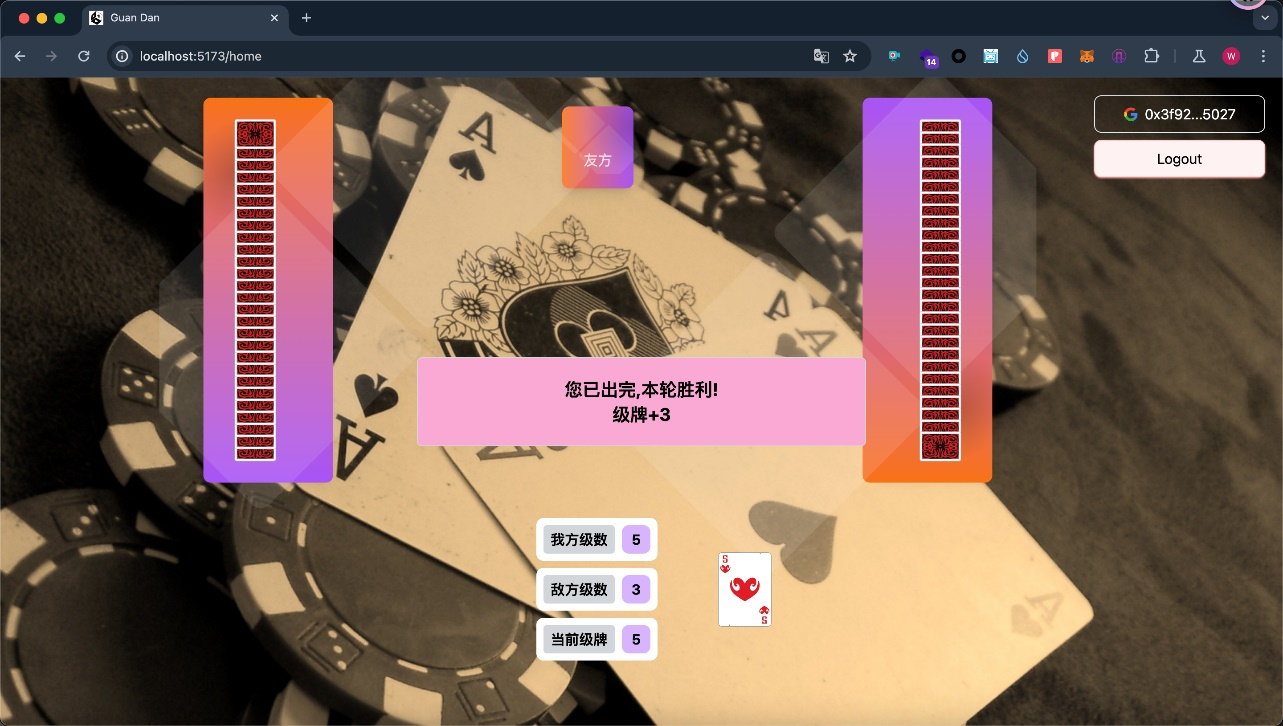 Guan Dan
localhost:5173/home
14
W
友方
0x3f92...5027
Logout
A
A
A
A
您已出完,本轮胜利!
级牌+3
我方级数 5
敌方级数 3
当前级牌 5
S
S
A